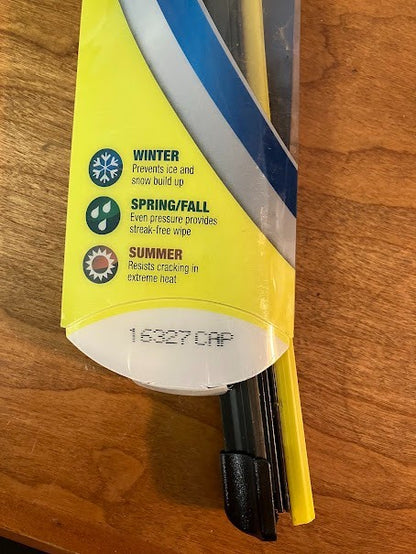 WINTER
Prevents ice and
snow build up
SPRING/FALL
Even pressure provides
streak-free wipe
SUMMER
Resists cracking in
extreme heat
16327CAP